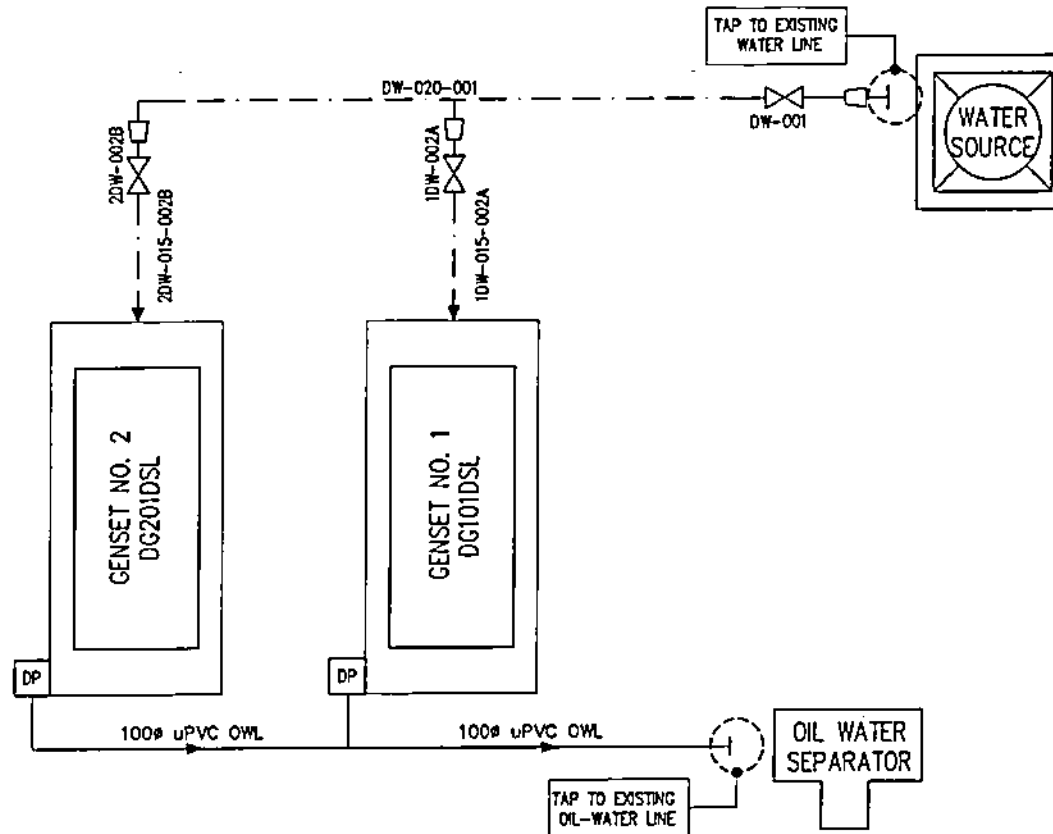 TAP TO EXISTING
WATER LINE
DW-020-001
DW-001
WATER
SOURCE
2DW-002B
1DW-002A
2DW-015-002B
1DW-015-002A
GENSET NO. 2
DG201DSL
GENSET NO. 1
DG101DSL
DP
DP
100ø uPVC OWL
100ø uPVC OWL
OIL WATER
SEPARATOR
TAP TO EXISTING
OIL-WATER LINE